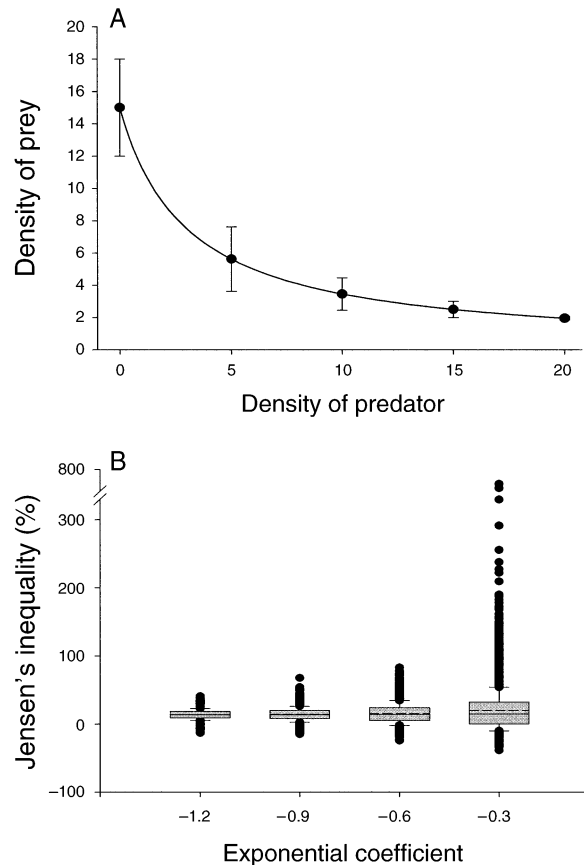 A
20
18
16
14
12
10
8
6
4
2
0
Density of prey
0 5 10 15 20
Density of predator
B
800
300
200
100
0
−100
Jensen's inequality (%)
−1.2 −0.9 −0.6 −0.3
Exponential coefficient